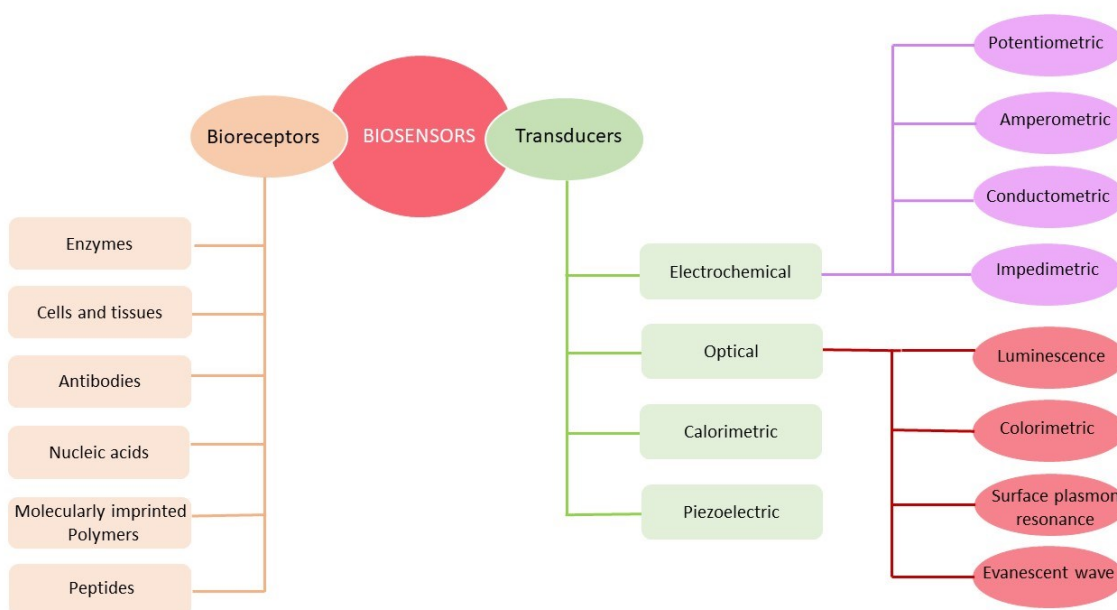 BIOSENSORS
Bioreceptors
Transducers
Enzymes
Cells and tissues
Antibodies
Nucleic acids
Molecularly imprinted
Polymers
Peptides
Electrochemical
Optical
Calorimetric
Piezoelectric
Potentiometric
Amperometric
Conductometric
Impedimetric
Luminescence
Colorimetric
Surface plasmon
resonance
Evanescent wave